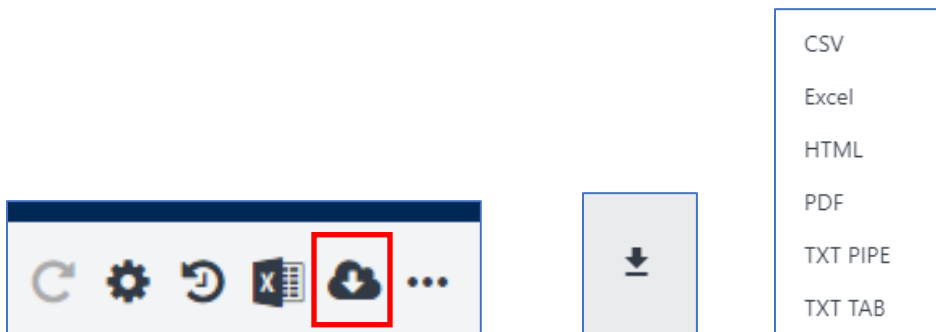 CSV
Excel
HTML
PDF
TXT PIPE
TXT TAB